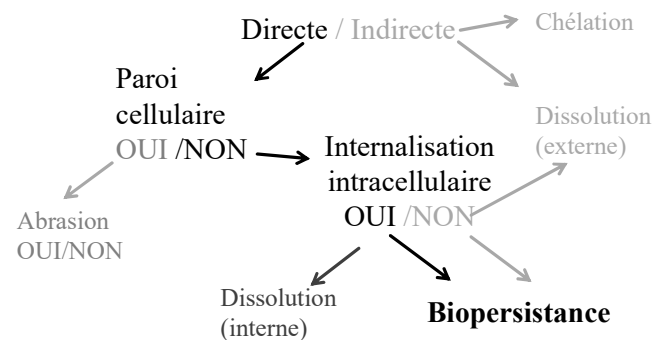 Directe / Indirecte
Chélation
Paroi
cellulaire
OUI /NON
Dissolution
(externe)
Internalisation
intracellulaire
OUI /NON
Abrasion
OUI/NON
Dissolution
(interne)
Biopersistance